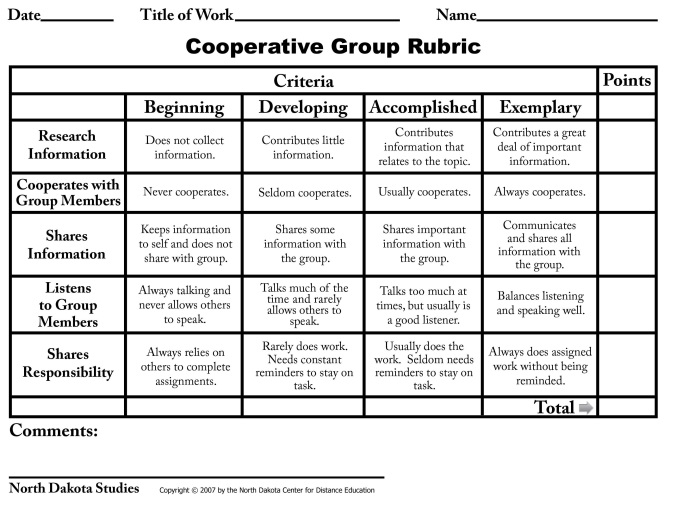 Date Title of Work Name
Cooperative Group Rubric
Criteria Points
Beginning Developing Accomplished Exemplary
Research
Information
Does not collect
information.
Contributes little
information.
Contributes
information that
relates to the topic.
Contributes a great
deal of important
information.
Cooperates with
Group Members
Never cooperates.
Seldom cooperates.
Usually cooperates.
Always cooperates.
Shares
Information
Keeps information
to self and does not
share with group.
Shares some
information with
the group.
Shares important
information with
the group.
Communicates
and shares all
information with
the group.
Listens
to Group
Members
Always talking and
never allows others
to speak.
Talks much of the
time and rarely
allows others to
speak.
Talks too much at
times, but usually is
a good listener.
Balances listening
and speaking well.
Shares
Responsibility
Always relies on
others to complete
assignments.
Rarely does work.
Needs constant
reminders to stay on
task.
Usually does the
work. Seldom needs
reminders to stay on
task.
Always does assigned
work without being
reminded.
Total
Comments:
North Dakota Studies Copyright © 2007 by the North Dakota Center for Distance Education